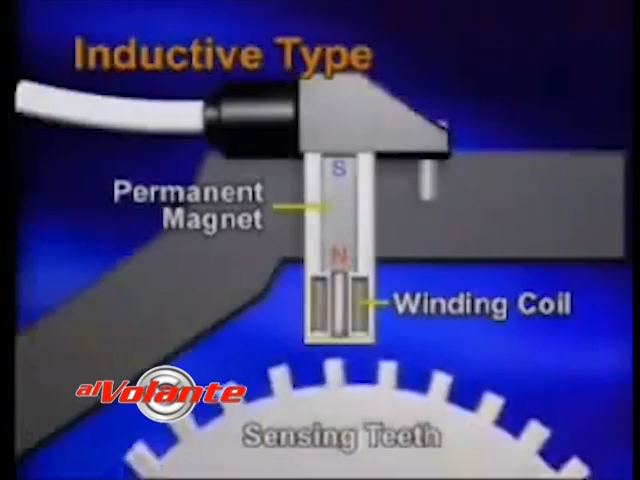 Inductive Type
S
Permanent
Magnet
N
Winding Coil
alVolante
Sensing Teeth